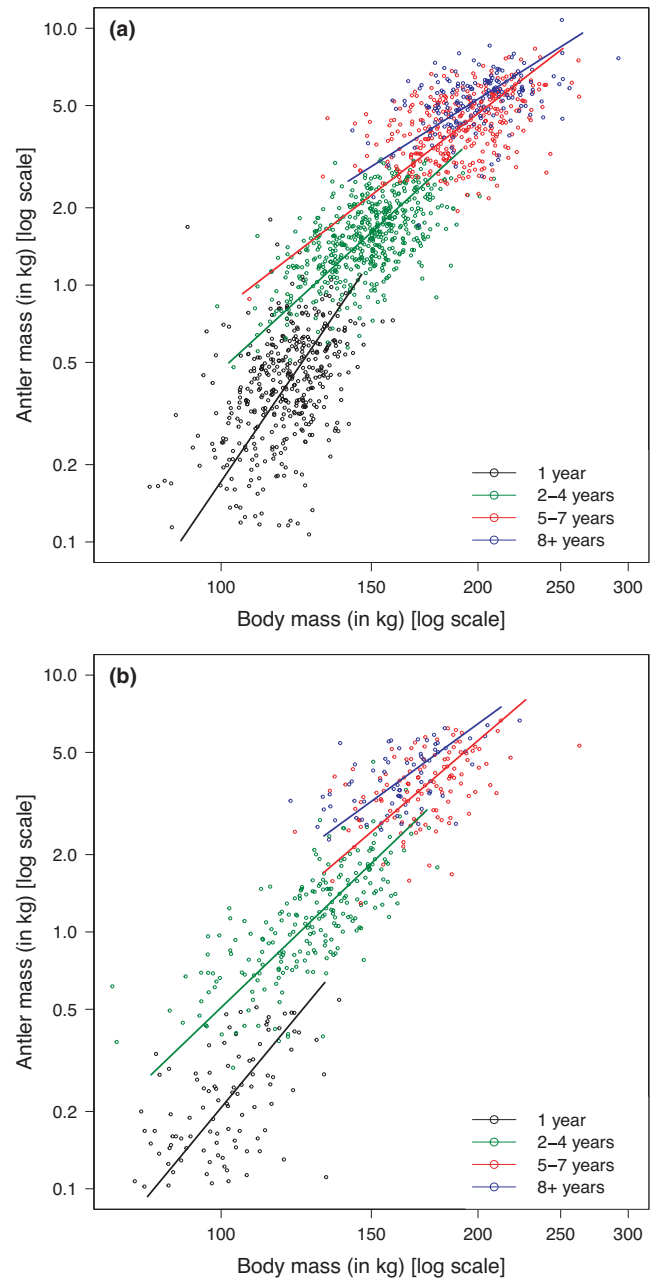 (a)
Antler mass (in kg) [log scale]
10.0
5.0
2.0
1.0
0.5
0.2
0.1
1 year
2–4 years
5–7 years
8+ years
100 150 200 250 300
Body mass (in kg) [log scale]
(b)
Antler mass (in kg) [log scale]
10.0
5.0
2.0
1.0
0.5
0.2
0.1
1 year
2–4 years
5–7 years
8+ years
100 150 200 250 300
Body mass (in kg) [log scale]